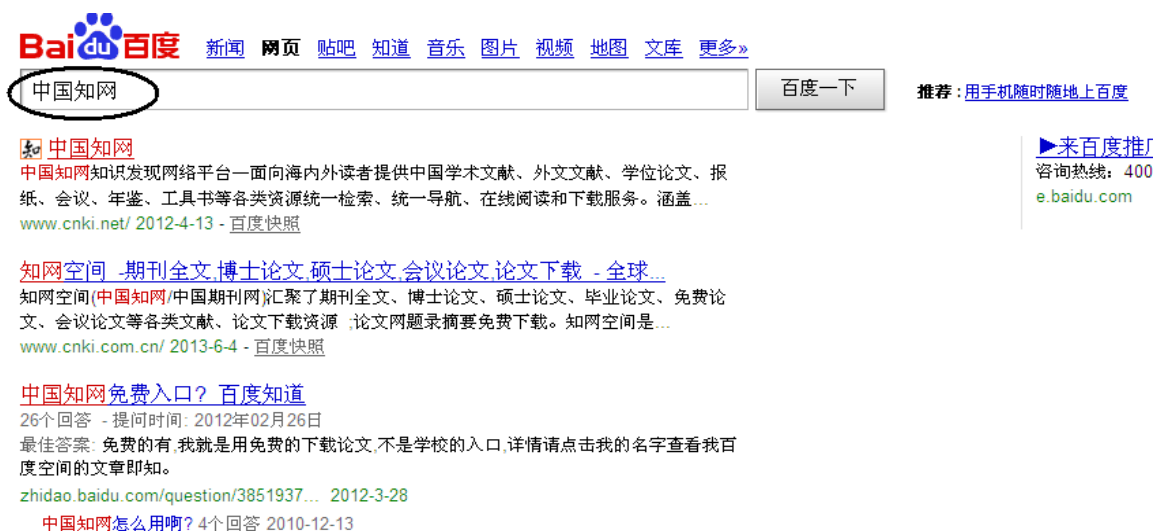 Bai du 百度 新闻 网页 贴吧 知道 音乐 图片 视频 地图 文库 更多»
中国知网 百度一下 推荐 : 用手机随时随地上百度
知 中国知网
中国知网知识发现网络平台—面向海内外读者提供中国学术文献、外文文献、学位论文、报
纸、会议、年鉴、工具书等各类资源统一检索、统一导航、在线阅读和下载服务。涵盖...
www.cnki.net/ 2012-4-13 - 百度快照
▶来百度推广
咨询热线：400
e.baidu.com
知网空间 -期刊全文,博士论文,硕士论文,会议论文,论文下载 - 全球...
知网空间(中国知网/中国期刊网)汇聚了期刊全文、博士论文、硕士论文、毕业论文、免费论
文、会议论文等各类文献、论文下载资源 ;论文网题录摘要免费下载。知网空间是...
www.cnki.com.cn/ 2013-6-4 - 百度快照
中国知网免费入口? 百度知道
26个回答 - 提问时间: 2012年02月26日
最佳答案: 免费的有,我就是用免费的下载论文,不是学校的入口,详情请点击我的名字查看我百
度空间的文章即知。
zhidao.baidu.com/question/3851937... 2012-3-28
中国知网怎么用啊? 4个回答 2010-12-13